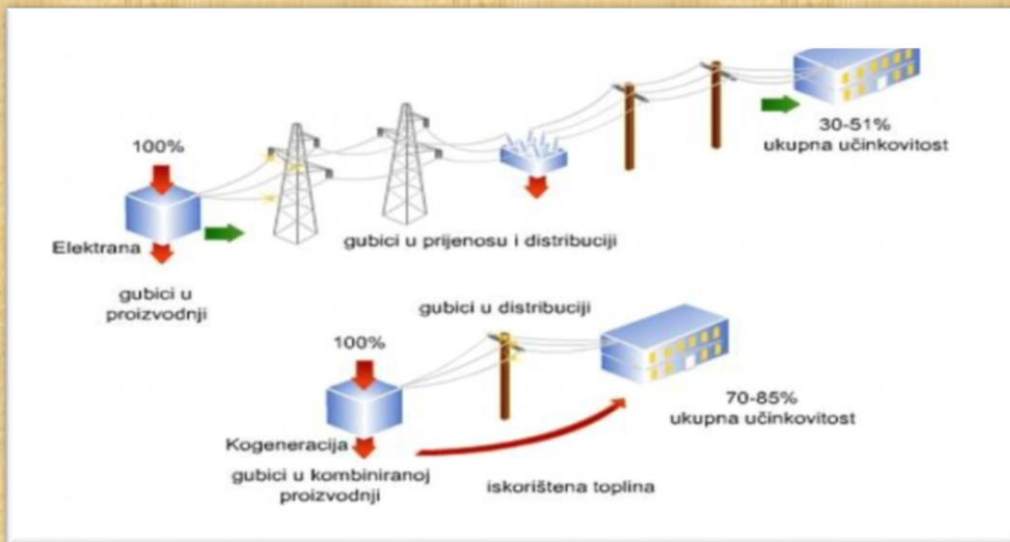 100%
30-51%
ukupna učinkovitost
Elektrana
gubici u prijenosu i distribuciji
gubici u
proizvodnji
gubici u distribuciji
100%
70-85%
ukupna učinkovitost
Kogeneracija
gubici u kombiniranoj
proizvodnji
iskorištena toplina